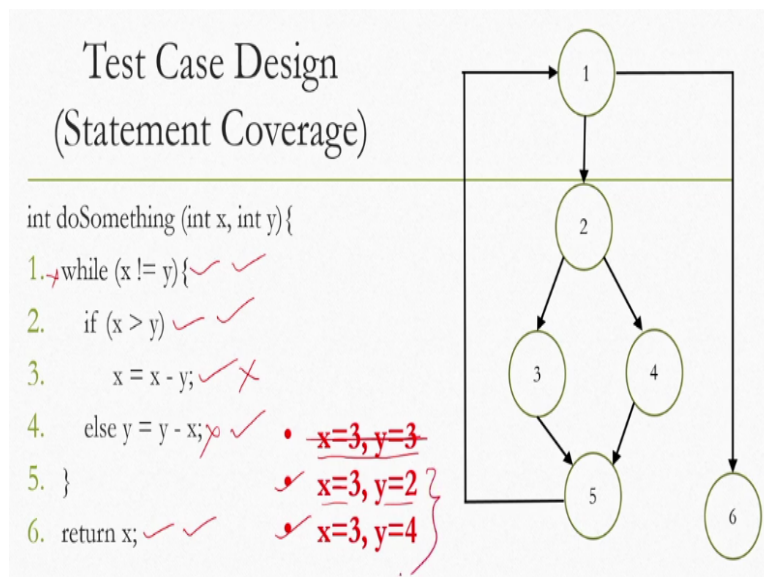 Test Case Design
(Statement Coverage)
int doSomething (int x, int y){
1. while (x != y){
2. if (x > y)
3. x = x - y;
4. else y = y - x;
5. }
6. return x;
• x=3, y=3
• x=3, y=2
• x=3, y=4
1
2
3
4
5
6